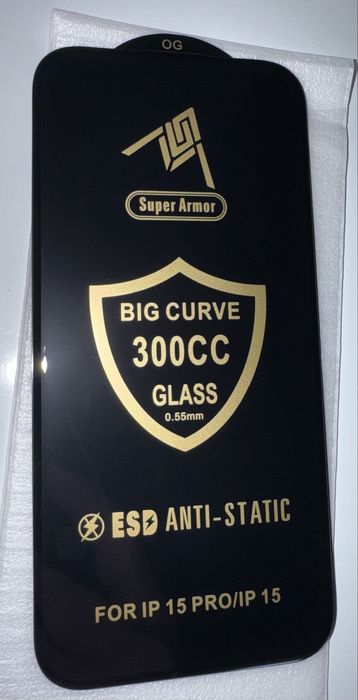 OG
Super Armor
BIG CURVE
300CC
GLASS
0.55mm
ESD ANTI-STATIC
FOR IP 15 PRO/IP 15